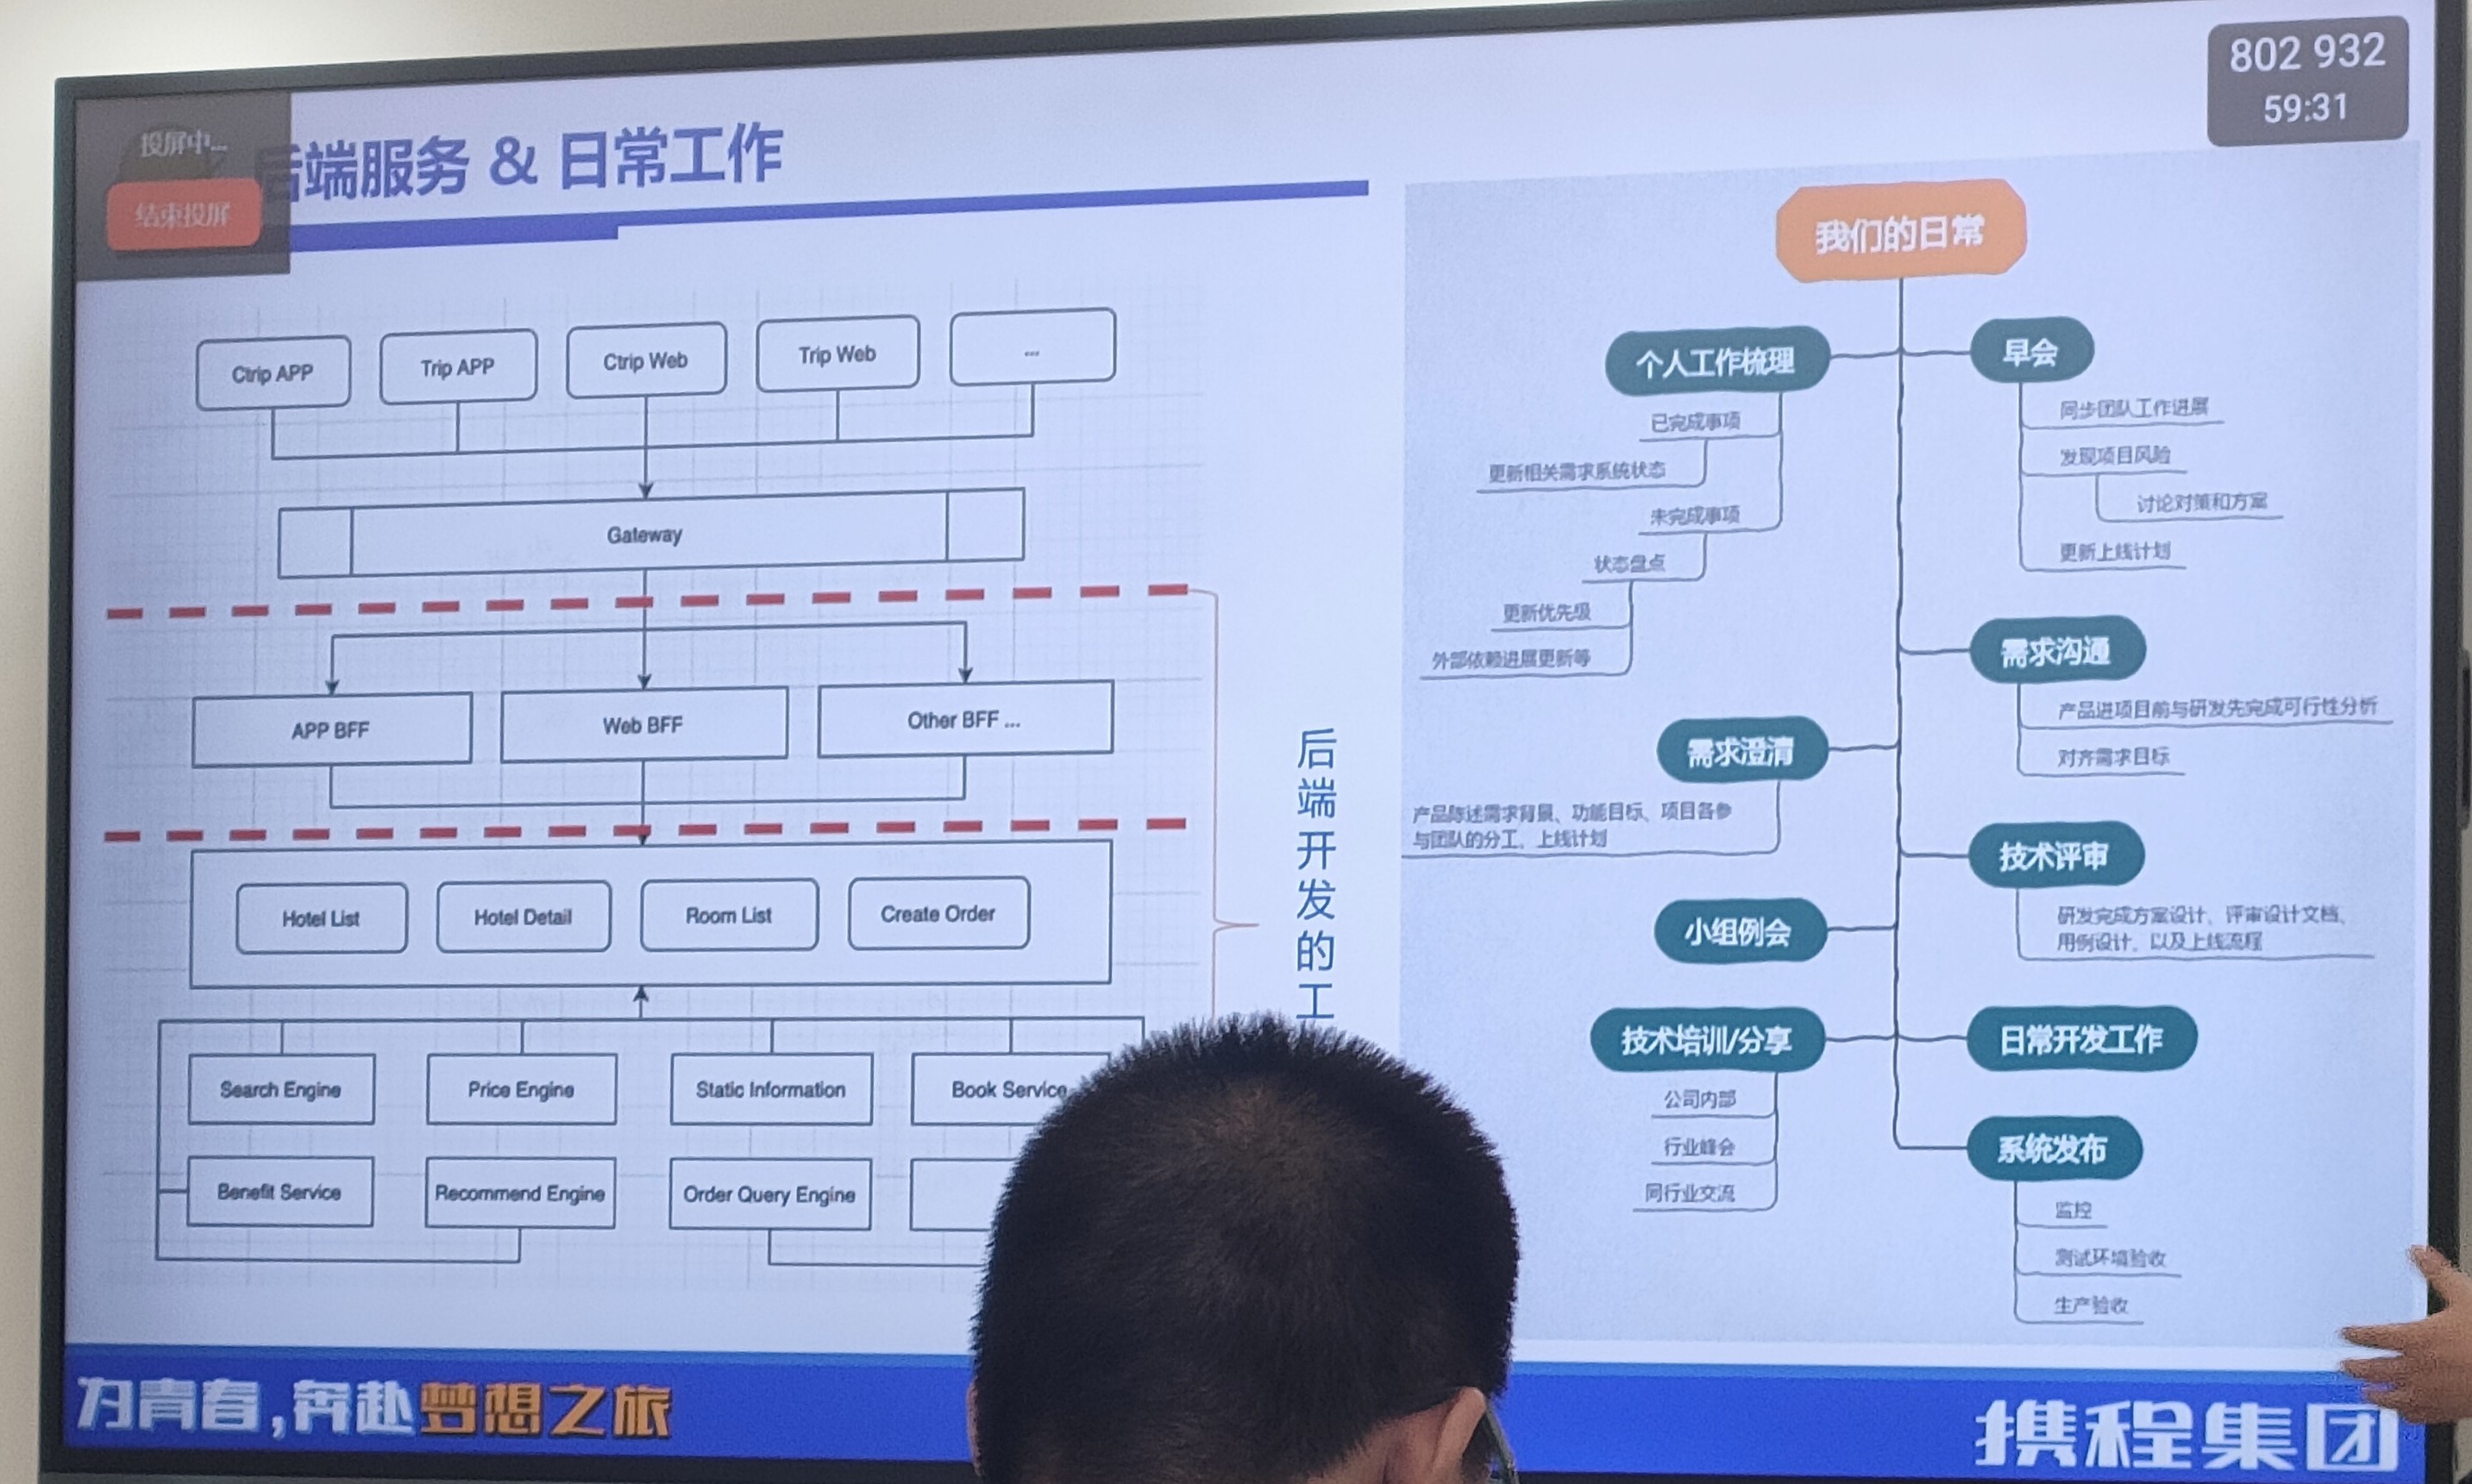 802 932
59:31
投屏中...
结束投屏
后端服务 & 日常工作
Ctrip APP
Trip APP
Ctrip Web
Trip Web
...
Gateway
APP BFF
Web BFF
Other BFF ...
Hotel List
Hotel Detail
Room List
Create Order
Search Engine
Price Engine
Static Information
Book Service
Benefit Service
Recommend Engine
Order Query Engine
后端开发的工
我们的日常
个人工作梳理
已完成事项
更新相关需求系统状态
未完成事项
状态盘点
更新优先级
外部依赖进展更新等
早会
同步团队工作进展
发现项目风险
讨论对策和方案
更新上线计划
需求沟通
产品进项目前与研发先完成可行性分析
对齐需求目标
需求澄清
产品陈述需求背景、功能目标、项目各参
与团队的分工、上线计划
技术评审
研发完成方案设计、评审设计文档、
用例设计、以及上线流程
小组例会
技术培训/分享
公司内部
行业峰会
同行业交流
日常开发工作
系统发布
监控
测试环境验收
生产验收
为青春,奔赴梦想之旅
携程集团